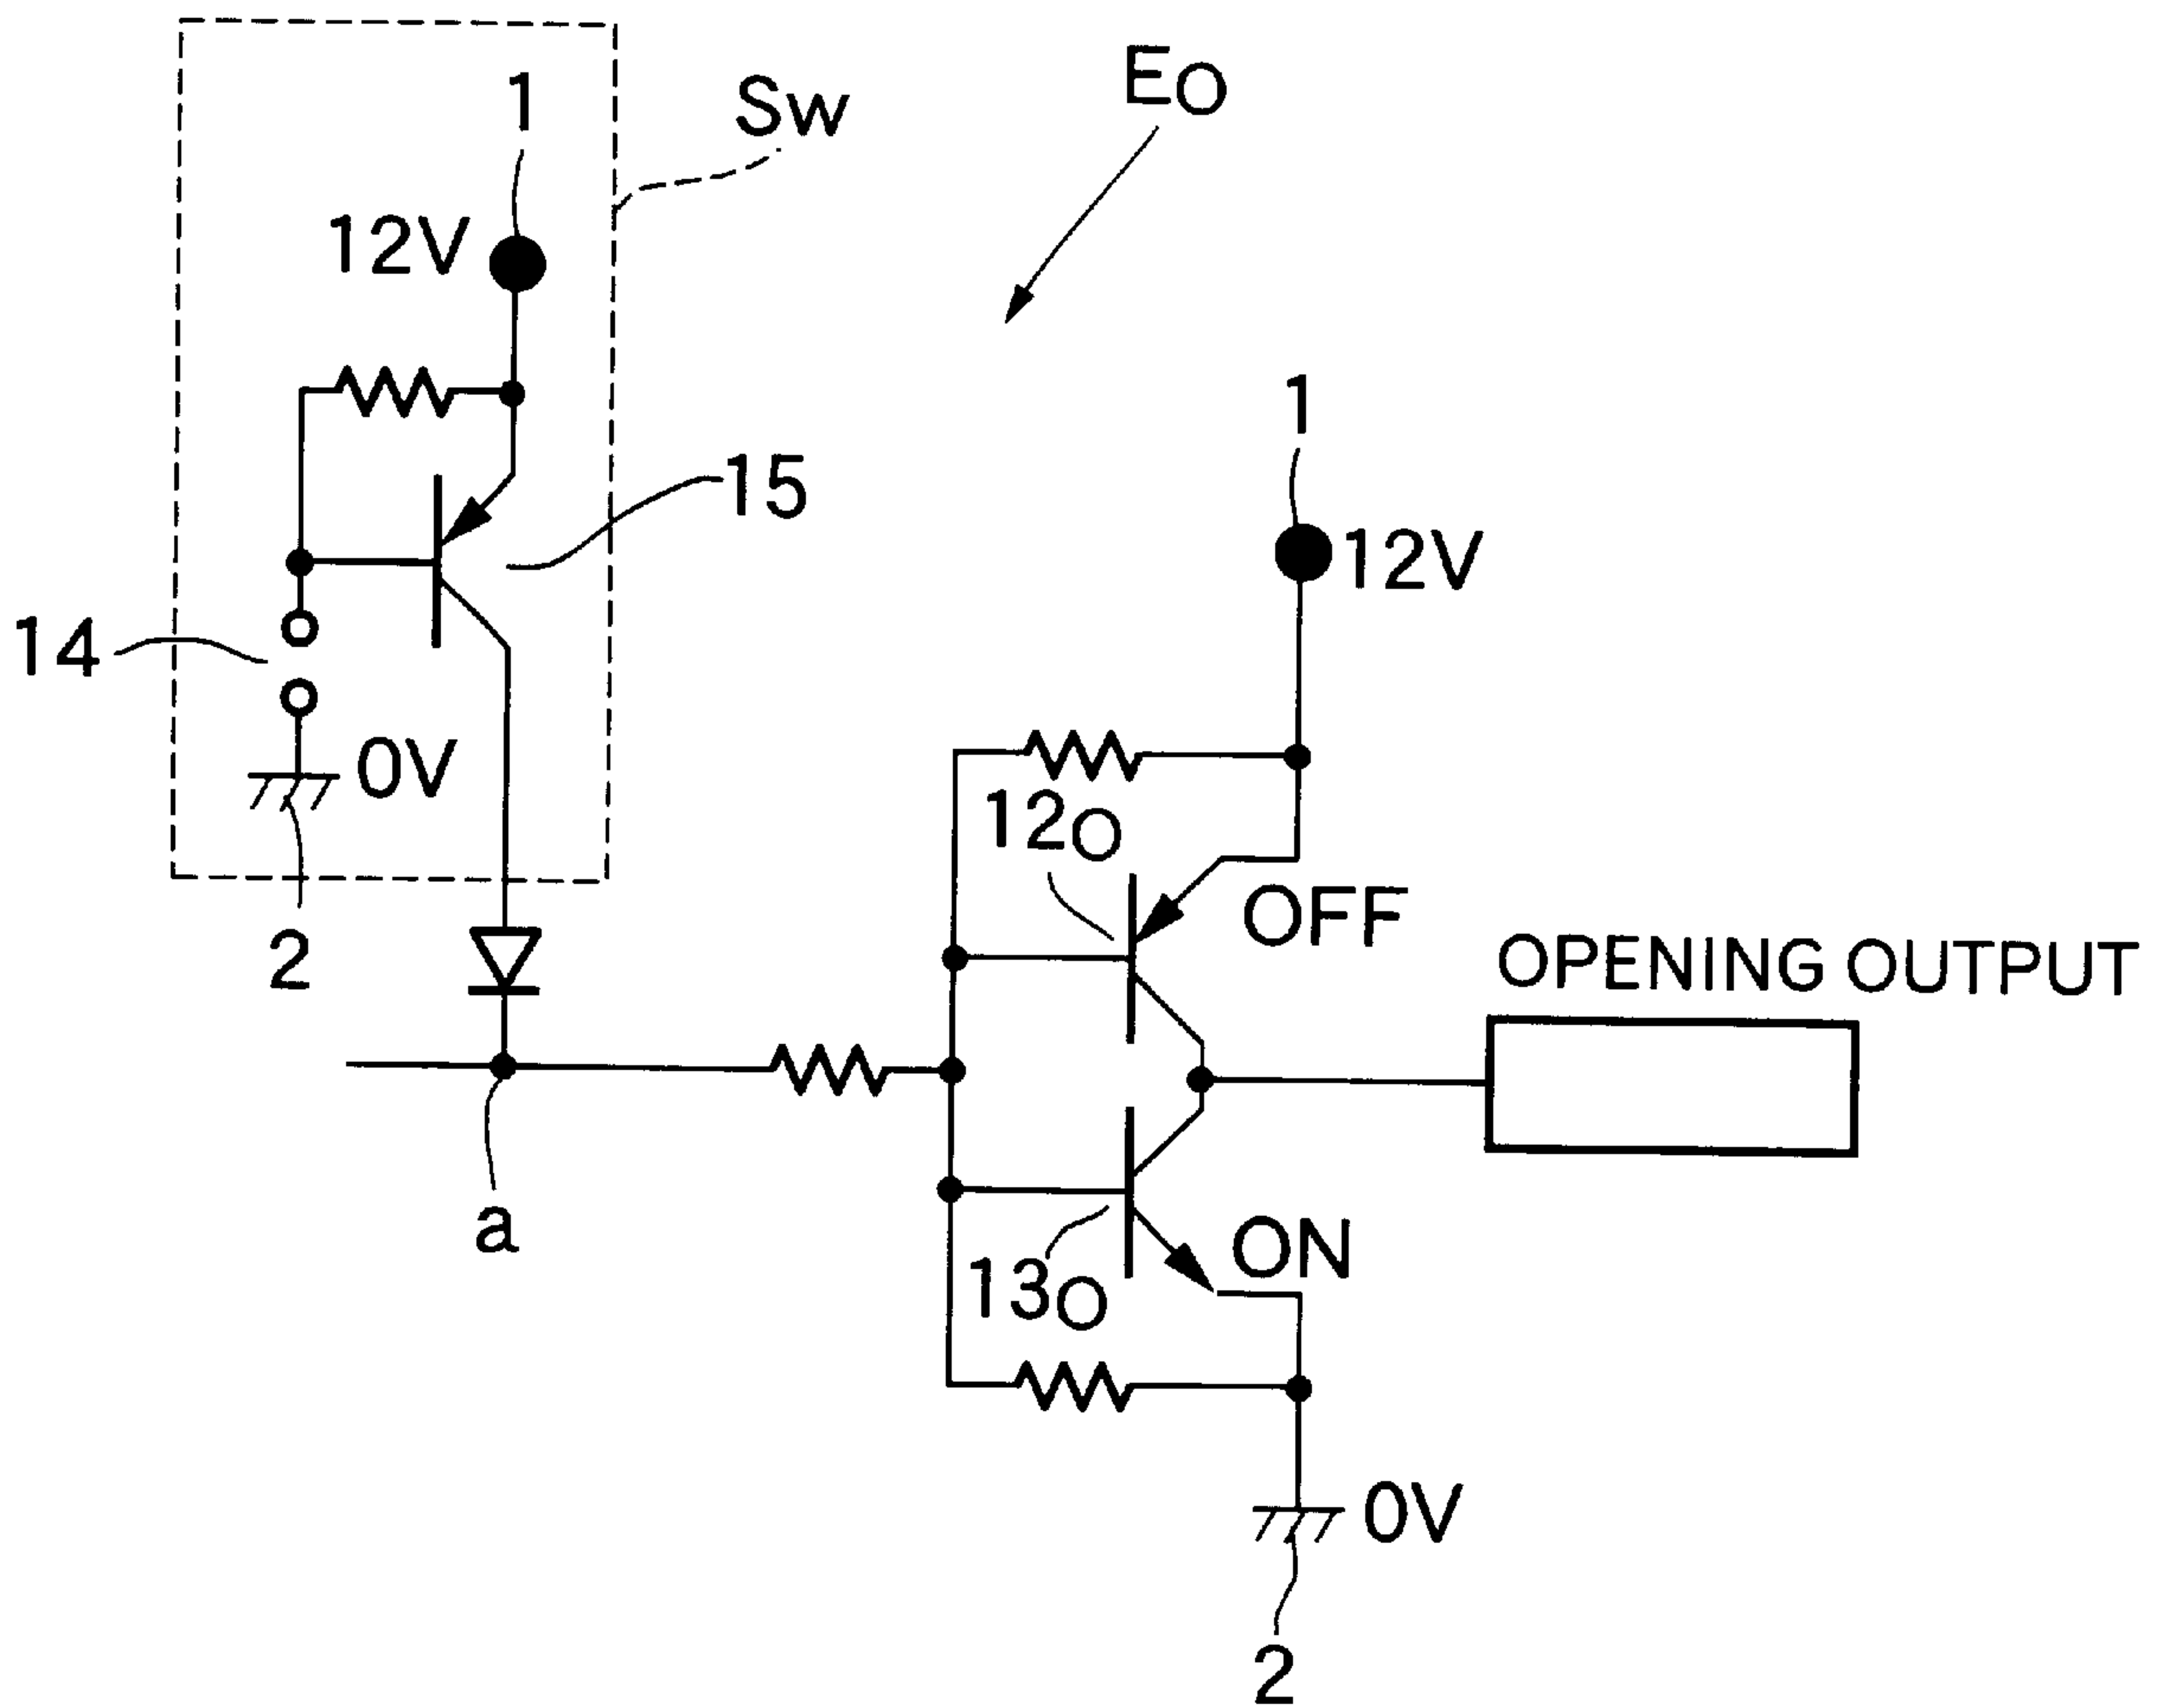 1
Sw
EO
12V
15
14
0V
2
1
12V
12O
OFF
OPENING OUTPUT
a
13O
ON
0V
2